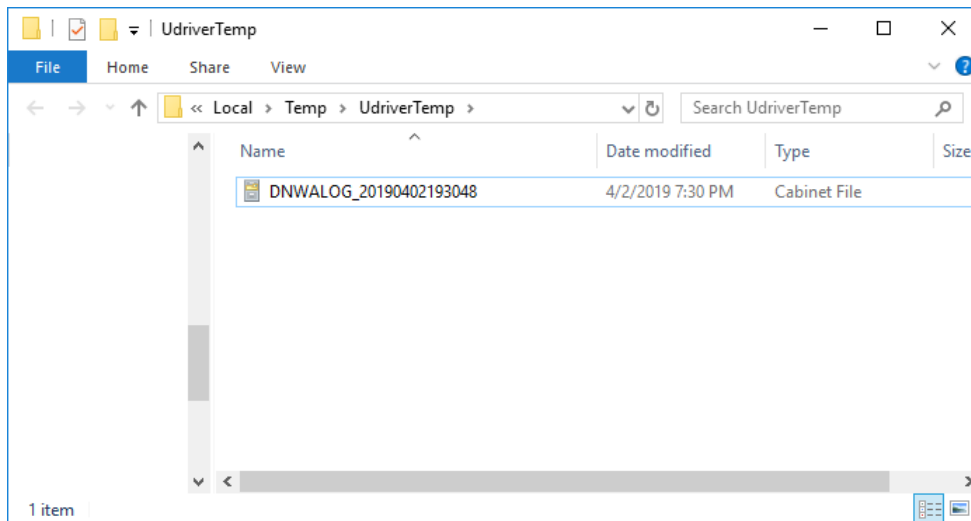 UdriverTemp
File Home Share View
« Local > Temp > UdriverTemp > Search UdriverTemp
Name Date modified Type Size
DNWALOG_20190402193048 4/2/2019 7:30 PM Cabinet File
1 item